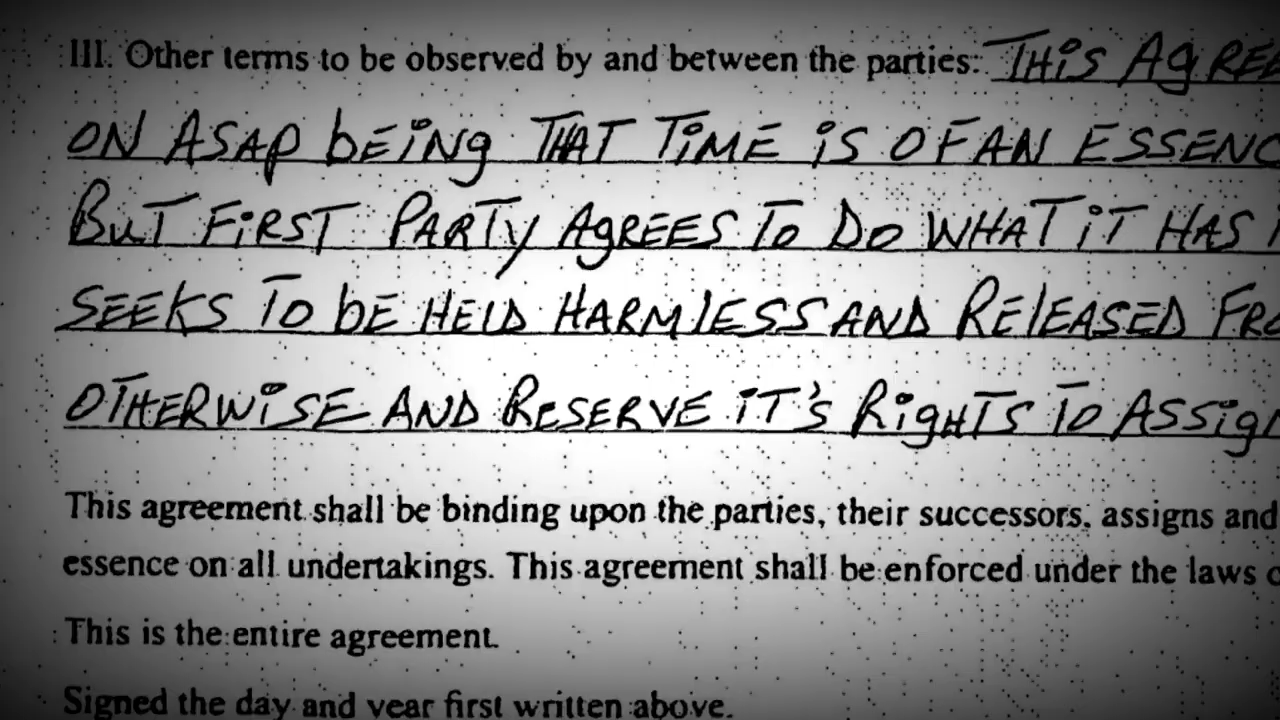 III. Other terms to be observed by and between the parties: THiS AgREE
ON ASAP bEiNg THAT TiME iS OF AN ESSENC
BuT FiRST PARTy AgREES To Do WHAT iT HAS
SEEKS To bE HElD HARMlESS AND RElEASED FRO
OTHERWiSE AND RESERVE iT'S RigHTS To ASSigN
This agreement shall be binding upon the parties, their successors, assigns and
essence on all undertakings. This agreement shall be enforced under the laws o
This is the entire agreement.
Signed the day and year first written above.